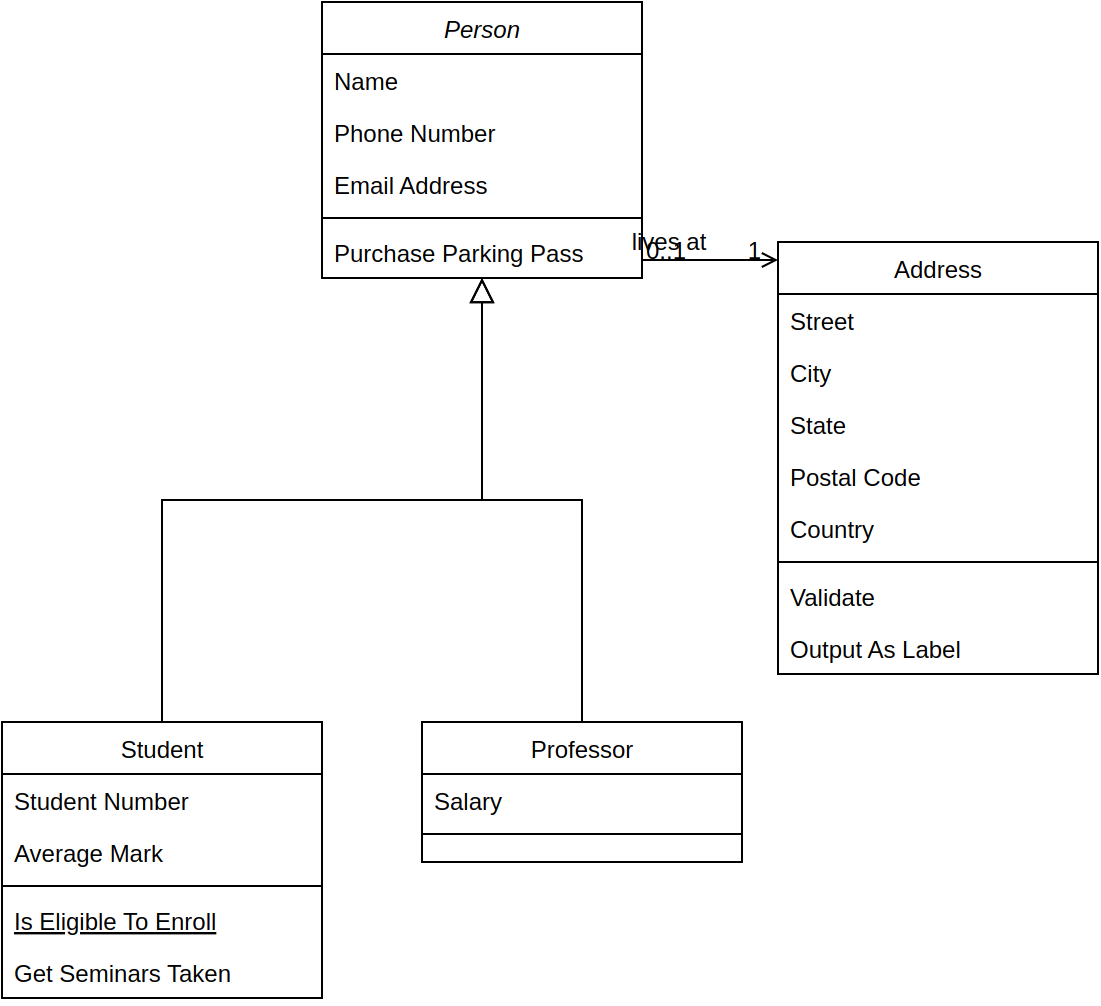 Person
Name
Phone Number
Email Address
Purchase Parking Pass
lives at
0..1
1
Address
Street
City
State
Postal Code
Country
Validate
Output As Label
Student
Student Number
Average Mark
Is Eligible To Enroll
Get Seminars Taken
Professor
Salary